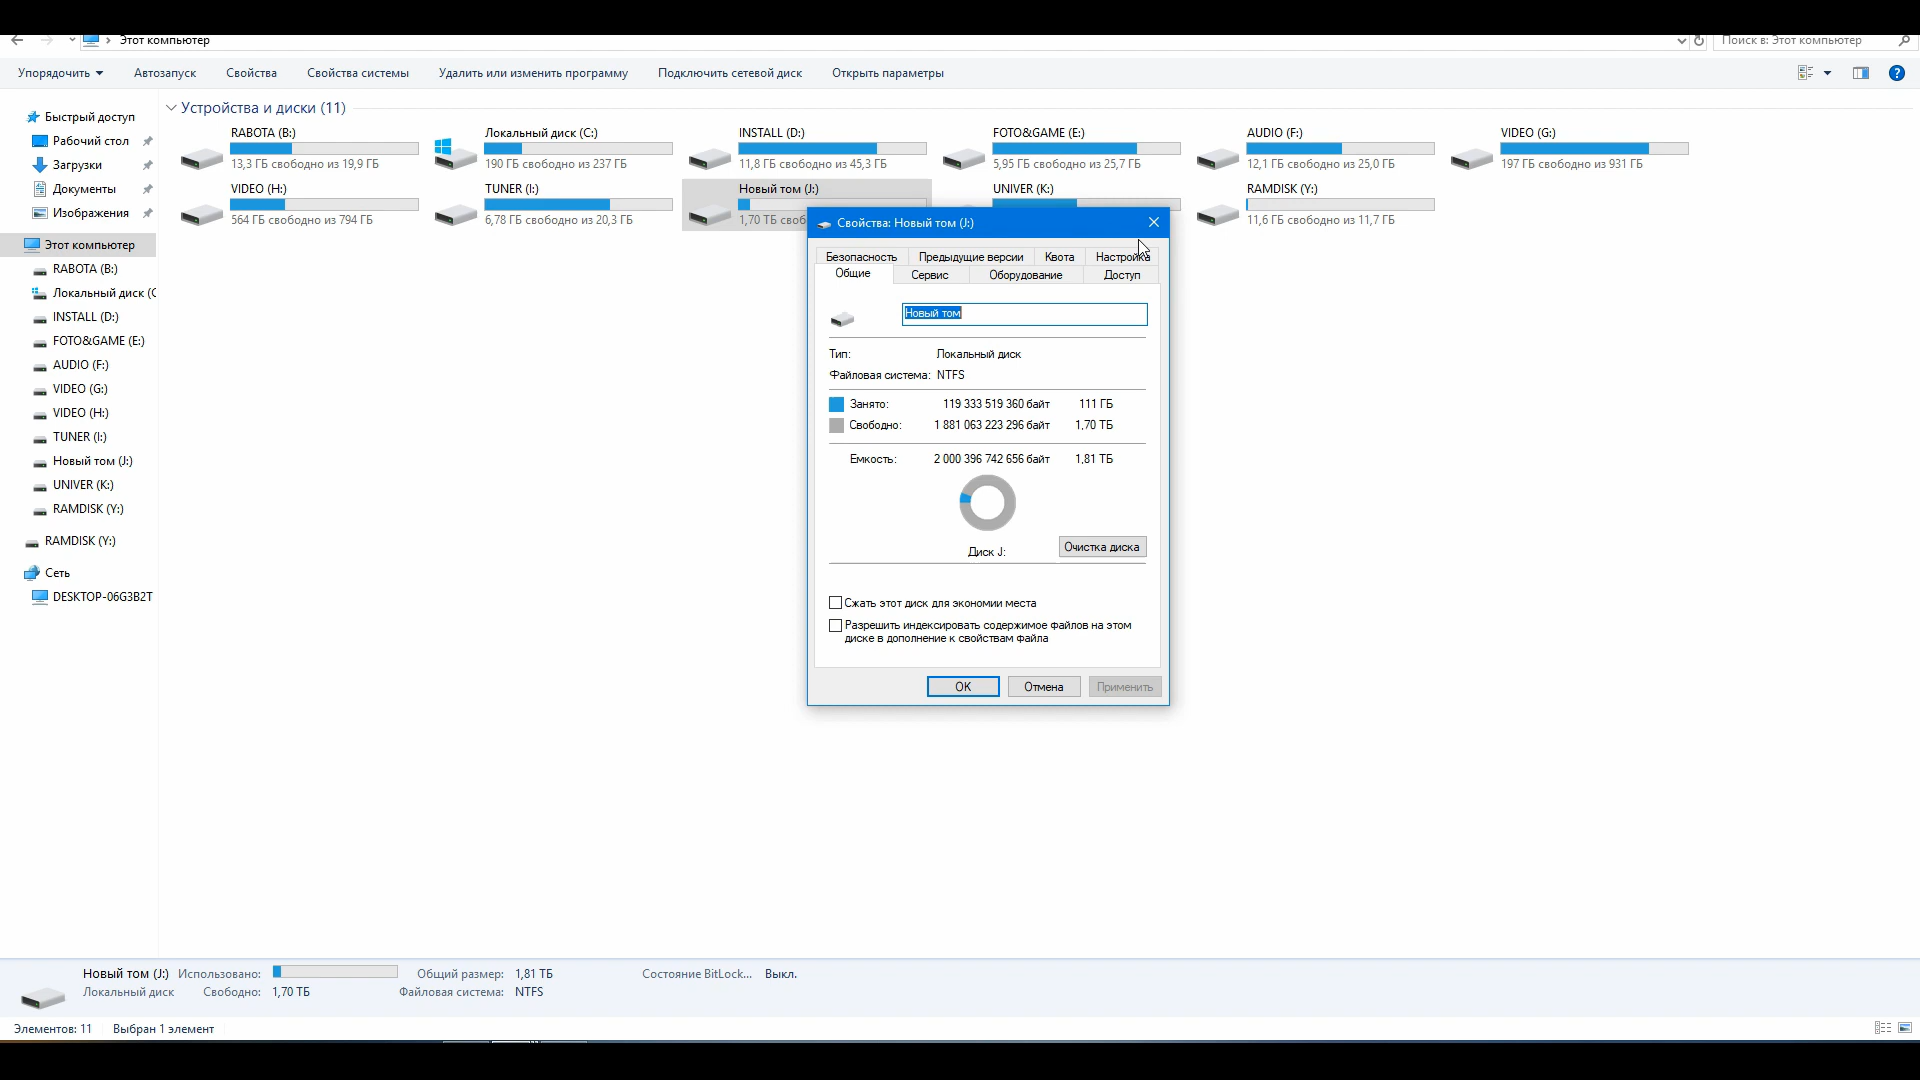 Этот компьютер
Поиск в: Этот компьютер
Упорядочить Автозапуск Свойства Свойства системы Удалить или изменить программу Подключить сетевой диск Открыть параметры
Быстрый доступ
Рабочий стол
Загрузки
Документы
Изображения
Этот компьютер
RABOTA (B:)
Локальный диск (C
INSTALL (D:)
FOTO&GAME (E:)
AUDIO (F:)
VIDEO (G:)
VIDEO (H:)
TUNER (I:)
Новый том (J:)
UNIVER (K:)
RAMDISK (Y:)
RAMDISK (Y:)
Сеть
DESKTOP-06G3B2T
Устройства и диски (11)
RABOTA (B:)
13,3 ГБ свободно из 19,9 ГБ
Локальный диск (C:)
190 ГБ свободно из 237 ГБ
INSTALL (D:)
11,8 ГБ свободно из 45,3 ГБ
FOTO&GAME (E:)
5,95 ГБ свободно из 25,7 ГБ
AUDIO (F:)
12,1 ГБ свободно из 25,0 ГБ
VIDEO (G:)
197 ГБ свободно из 931 ГБ
VIDEO (H:)
564 ГБ свободно из 794 ГБ
TUNER (I:)
6,78 ГБ свободно из 20,3 ГБ
Новый том (J:)
1,70 ТБ своб
UNIVER (K:)
RAMDISK (Y:)
11,6 ГБ свободно из 11,7 ГБ
Свойства: Новый том (J:)
Безопасность Предыдущие версии Квота Настройка
Общие Сервис Оборудование Доступ
Новый том
Тип: Локальный диск
Файловая система: NTFS
Занято: 119 333 519 360 байт 111 ГБ
Свободно: 1 881 063 223 296 байт 1,70 ТБ
Емкость: 2 000 396 742 656 байт 1,81 ТБ
Диск J:
Очистка диска
Сжать этот диск для экономии места
Разрешить индексировать содержимое файлов на этом
диске в дополнение к свойствам файла
OK Отмена Применить
Новый том (J:) Использовано: Общий размер: 1,81 ТБ Состояние BitLock... Выкл.
Локальный диск Свободно: 1,70 ТБ Файловая система: NTFS
Элементов: 11 Выбран 1 элемент